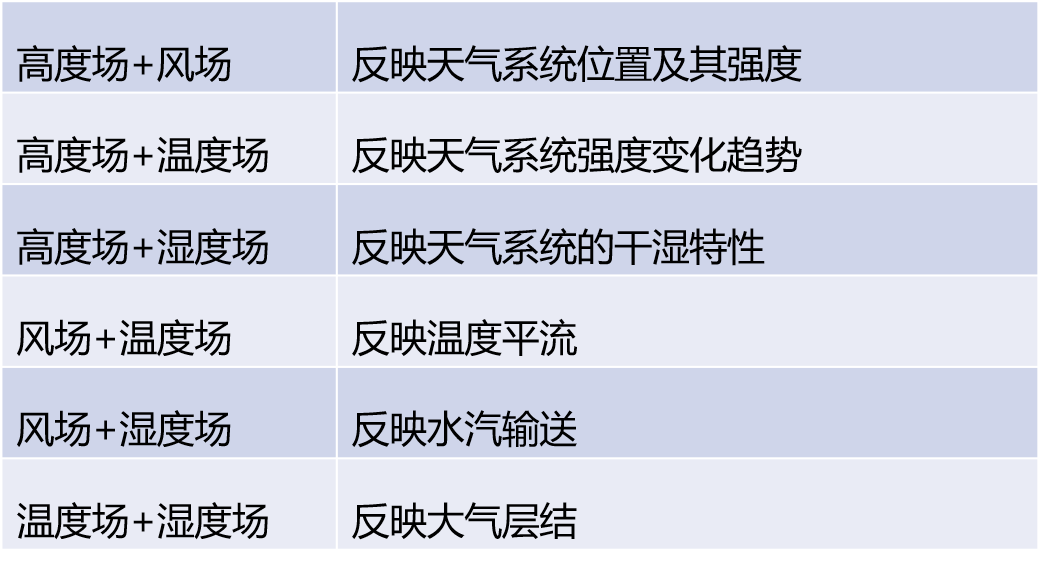 高度场+风场 反映天气系统位置及其强度
高度场+温度场 反映天气系统强度变化趋势
高度场+湿度场 反映天气系统的干湿特性
风场+温度场 反映温度平流
风场+湿度场 反映水汽输送
温度场+湿度场 反映大气层结